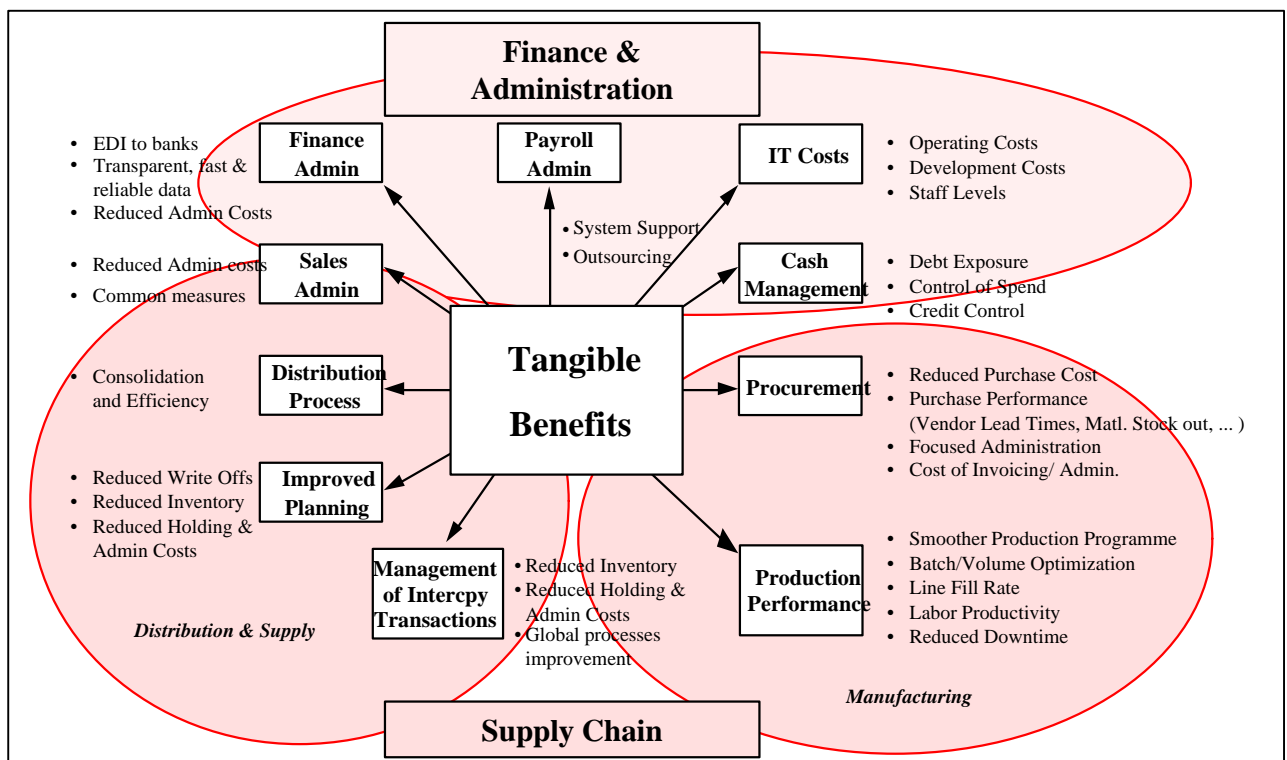 Finance &
Administration
• EDI to banks
• Transparent, fast &
reliable data
• Reduced Admin Costs
Finance
Admin
Payroll
Admin
• System Support
• Outsourcing
IT Costs
• Operating Costs
• Development Costs
• Staff Levels
• Reduced Admin costs
• Common measures
Sales
Admin
Cash
Management
• Debt Exposure
• Control of Spend
• Credit Control
Tangible
Benefits
• Consolidation
and Efficiency
Distribution
Process
Procurement
• Reduced Purchase Cost
• Purchase Performance
(Vendor Lead Times, Matl. Stock out, ... )
• Focused Administration
• Cost of Invoicing/ Admin.
• Reduced Write Offs
• Reduced Inventory
• Reduced Holding &
Admin Costs
Improved
Planning
Management
of Intercpy
Transactions
• Reduced Inventory
• Reduced Holding &
Admin Costs
• Global processes
improvement
Production
Performance
• Smoother Production Programme
• Batch/Volume Optimization
• Line Fill Rate
• Labor Productivity
• Reduced Downtime
Distribution & Supply
Manufacturing
Supply Chain